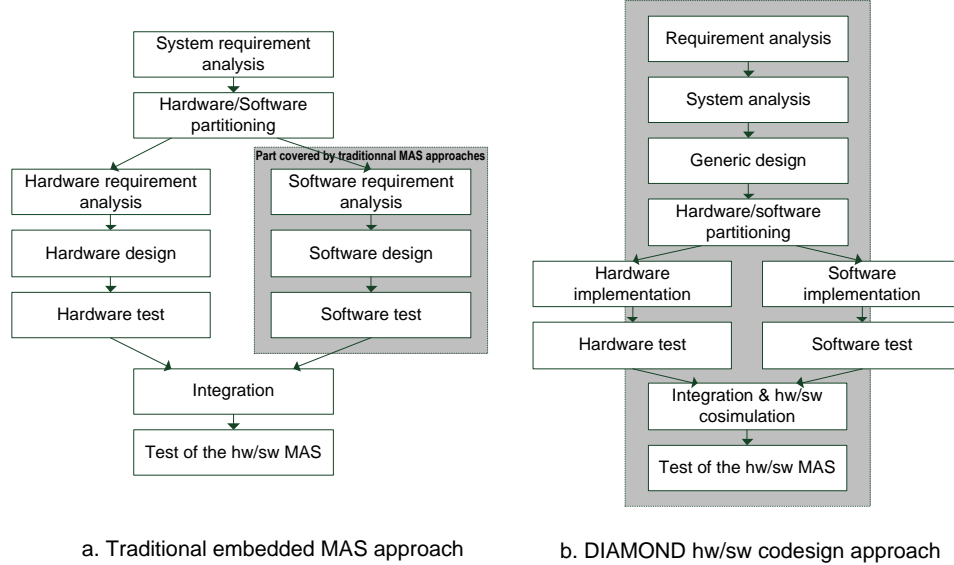 System requirement
analysis
Hardware/Software
partitioning
Part covered by traditionnal MAS approaches
Hardware requirement
analysis
Software requirement
analysis
Hardware design
Software design
Hardware test
Software test
Integration
Test of the hw/sw MAS
a. Traditional embedded MAS approach
Requirement analysis
System analysis
Generic design
Hardware/software
partitioning
Hardware
implementation
Software
implementation
Hardware test
Software test
Integration & hw/sw
cosimulation
Test of the hw/sw MAS
b. DIAMOND hw/sw codesign approach